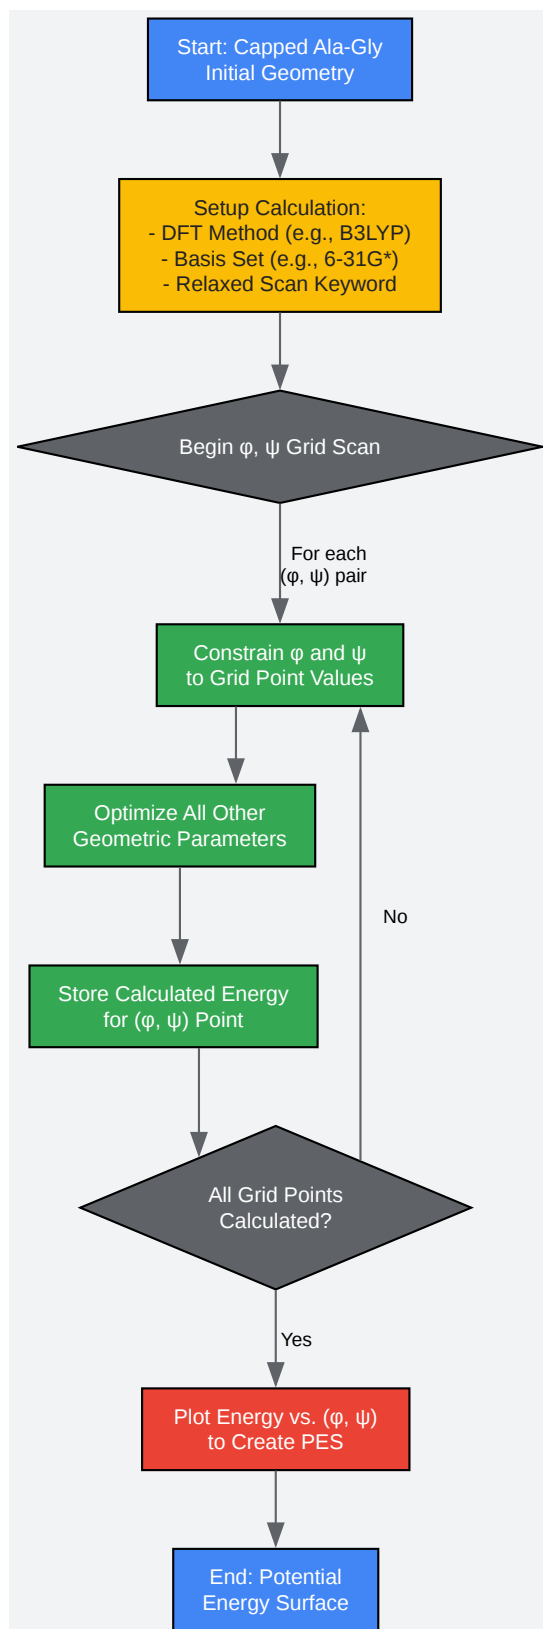 Start: Capped Ala-Gly
Initial Geometry
Setup Calculation:
- DFT Method (e.g., B3LYP)
- Basis Set (e.g., 6-31G*)
- Relaxed Scan Keyword
Begin φ, ψ Grid Scan
For each
(φ, ψ) pair
Constrain φ and ψ
to Grid Point Values
Optimize All Other
Geometric Parameters
No
Store Calculated Energy
for (φ, ψ) Point
All Grid Points
Calculated?
Yes
Plot Energy vs. (φ, ψ)
to Create PES
End: Potential
Energy Surface